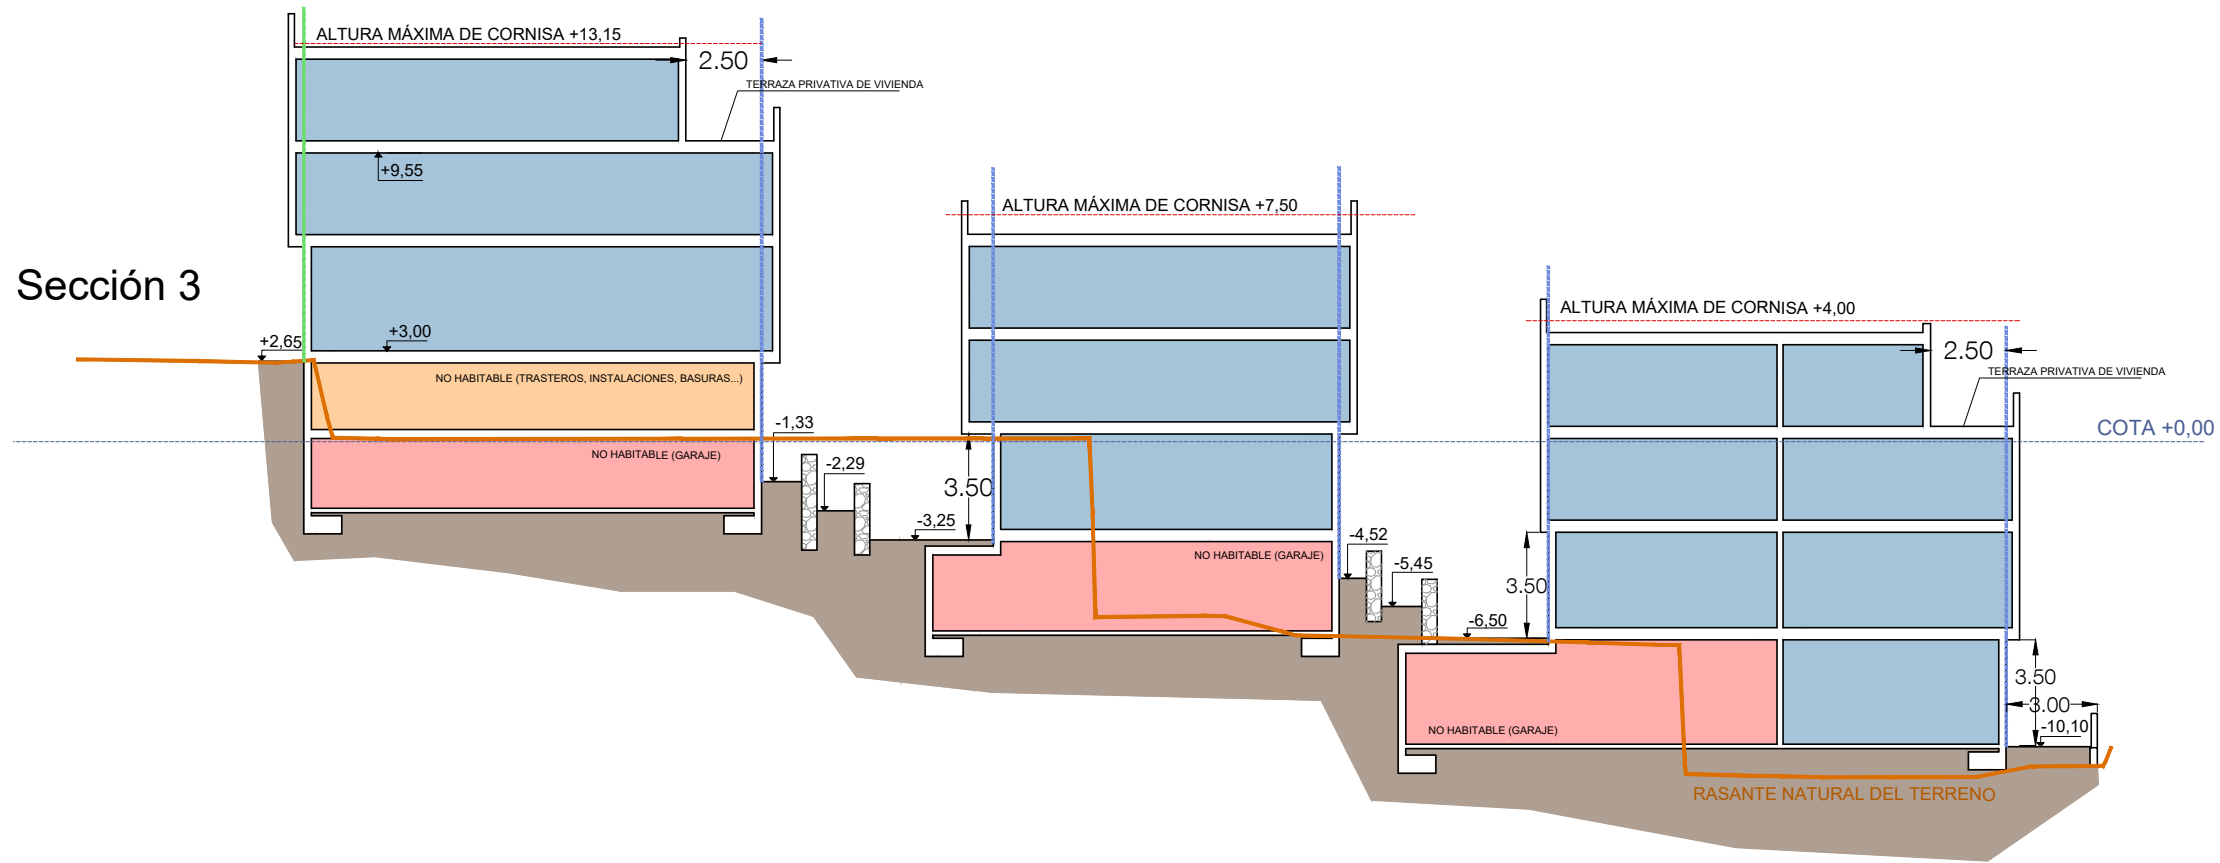 ALTURA MÁXIMA DE CORNISA +13,15
2.50
TERRAZA PRIVATIVA DE VIVIENDA
+9,55
ALTURA MÁXIMA DE CORNISA +7,50
Sección 3
ALTURA MÁXIMA DE CORNISA +4,00
+3,00
+2,65
2.50
TERRAZA PRIVATIVA DE VIVIENDA
NO HABITABLE (TRASTEROS, INSTALACIONES, BASURAS...)
-1,33
COTA +0,00
NO HABITABLE (GARAJE)
-2,29
3.50
-3,25
-4,52
NO HABITABLE (GARAJE)
-5,45
3.50
-6,50
3.50
3.00
-10,10
NO HABITABLE (GARAJE)
RASANTE NATURAL DEL TERRENO